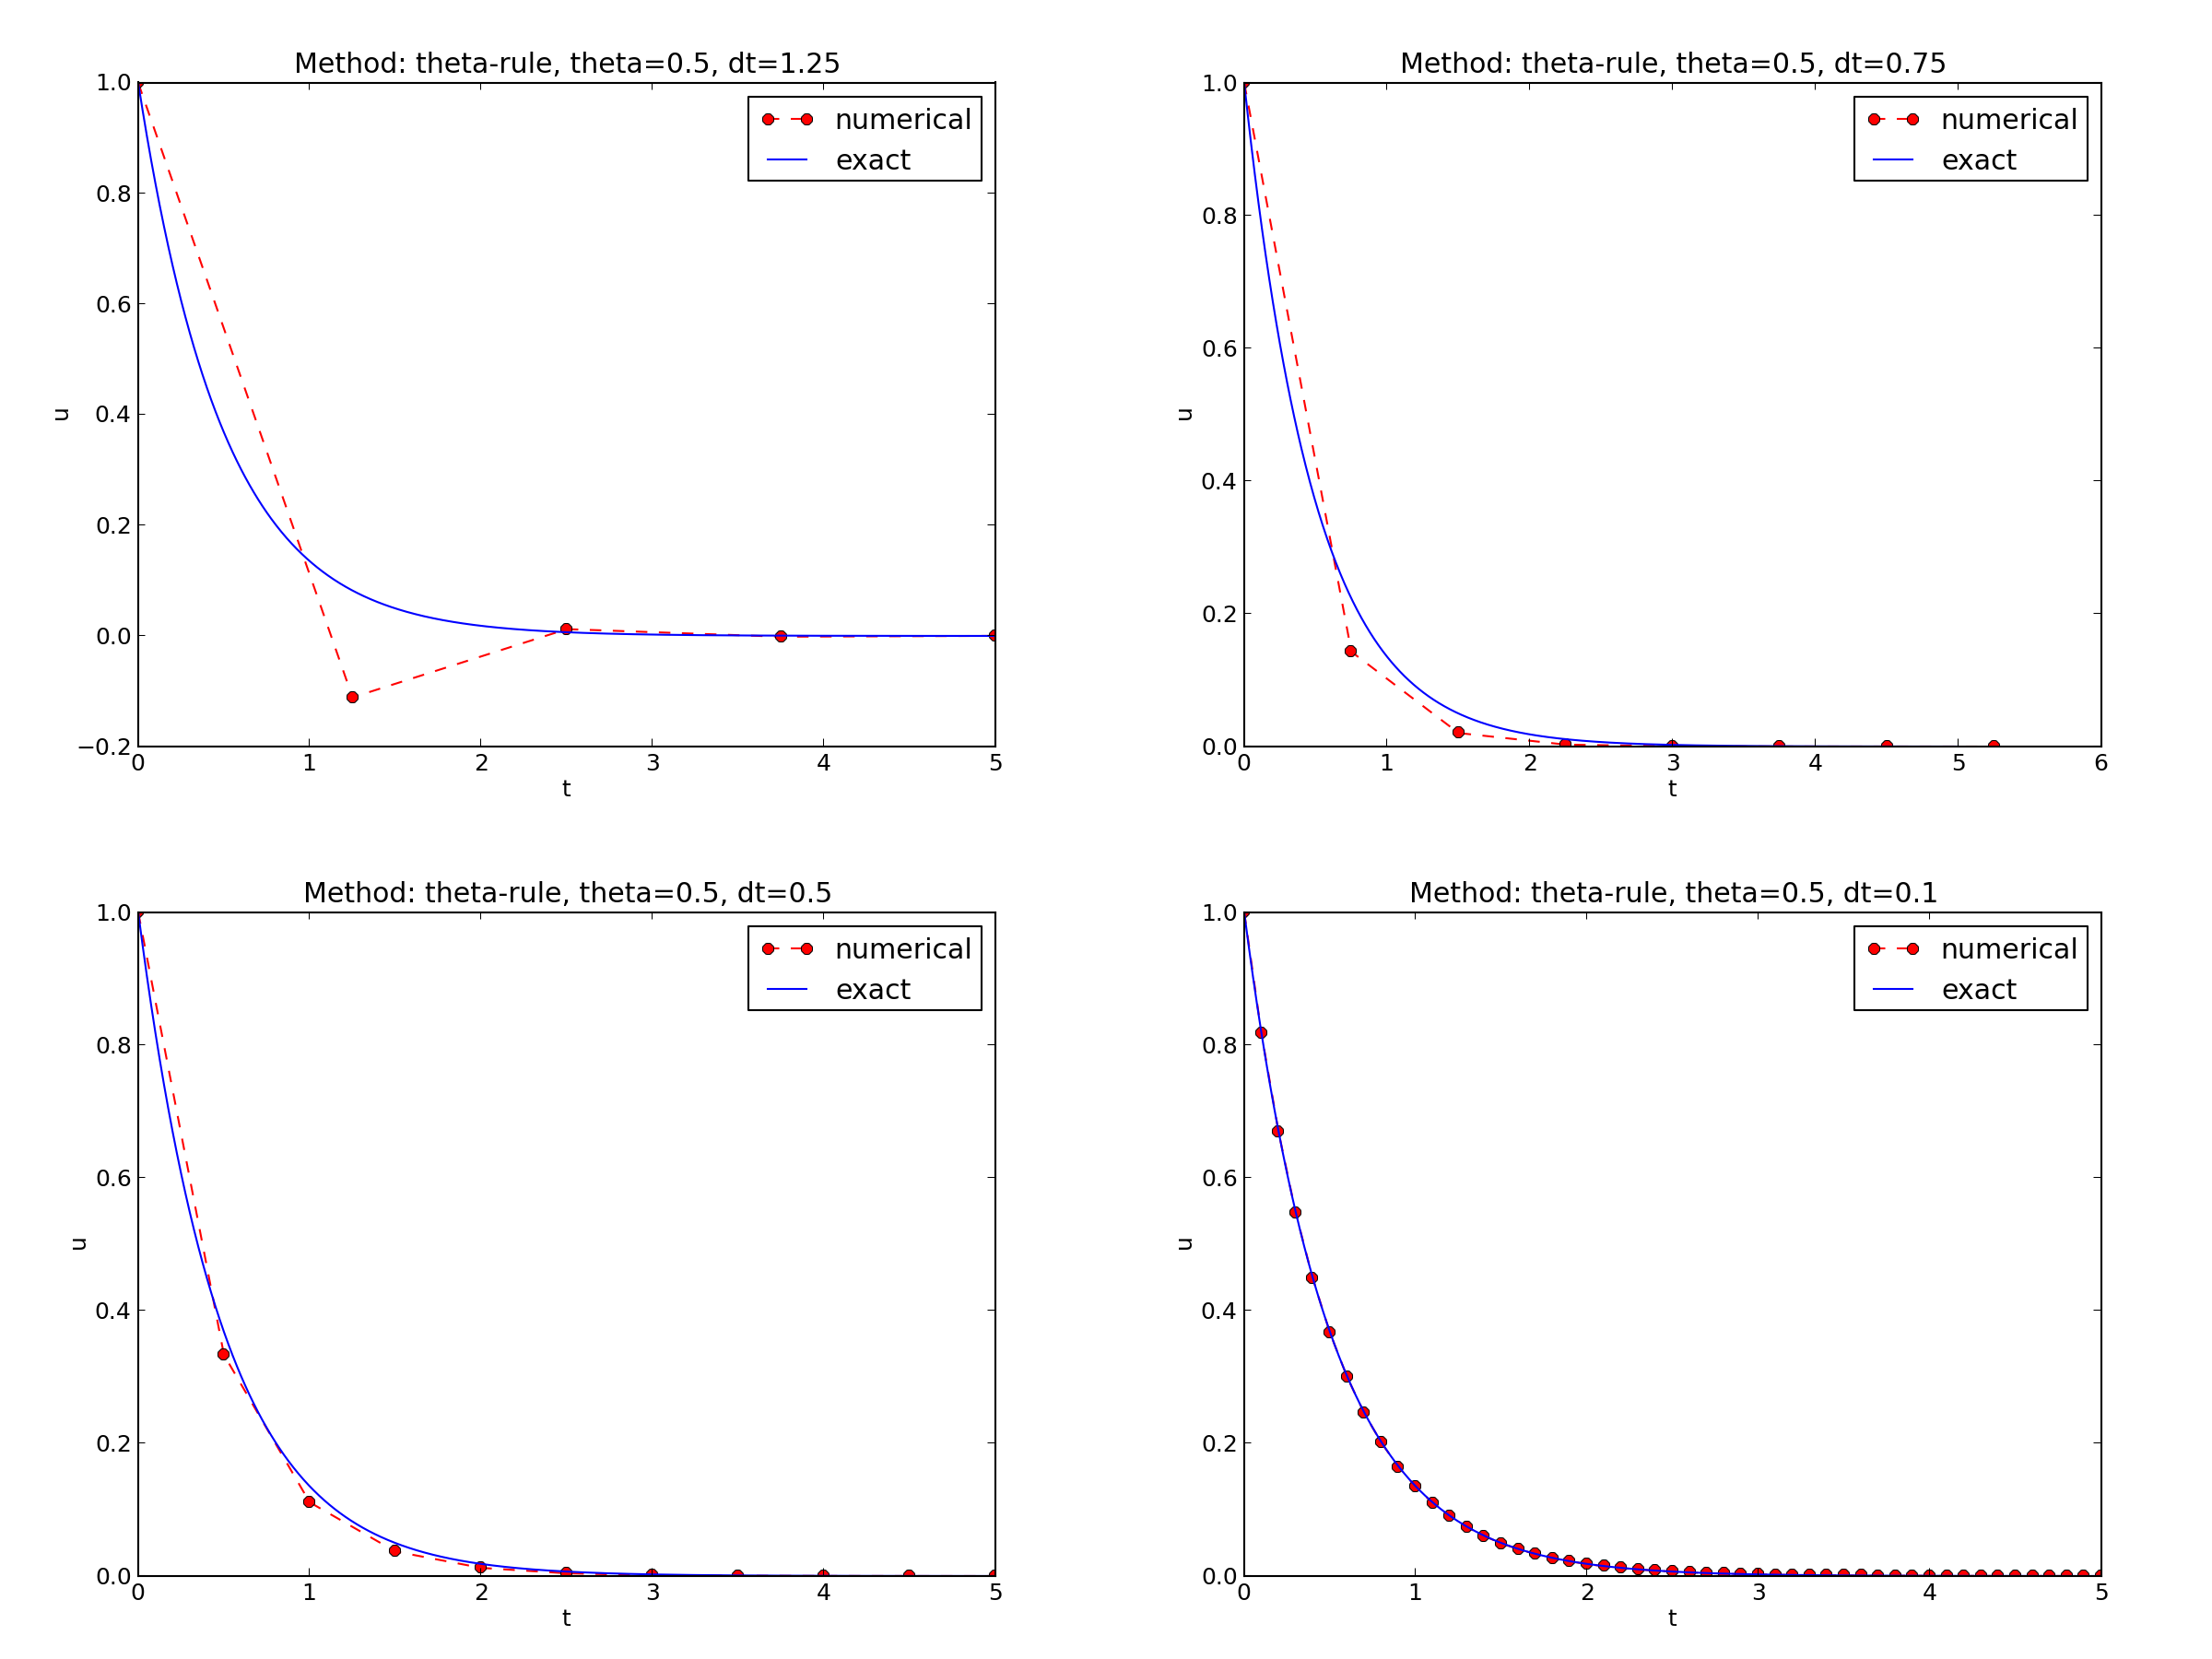 Method: theta-rule, theta=0.5, dt=1.25
1.0
0.8
0.6
0.4
0.2
0.0
−0.2
u
numerical
exact
0 1 2 3 4 5
t
Method: theta-rule, theta=0.5, dt=0.75
1.0
0.8
0.6
0.4
0.2
0.0
u
numerical
exact
0 1 2 3 4 5 6
t
Method: theta-rule, theta=0.5, dt=0.5
1.0
0.8
0.6
0.4
0.2
0.0
u
numerical
exact
0 1 2 3 4 5
t
Method: theta-rule, theta=0.5, dt=0.1
1.0
0.8
0.6
0.4
0.2
0.0
u
numerical
exact
0 1 2 3 4 5
t